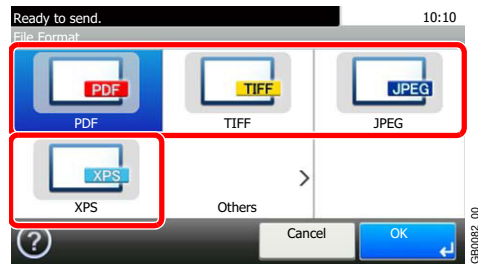 Ready to send. 10:10
File Format
PDF TIFF JPEG
PDF TIFF JPEG
XPS
XPS Others >
? Cancel OK
GB0082_00